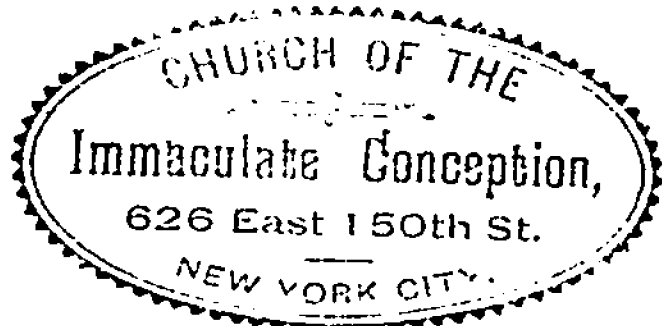 CHURCH OF THE
Immaculate Conception,
626 East 150th St.
NEW YORK CITY.